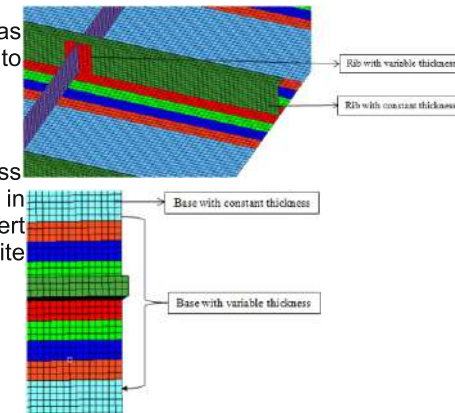 as
to
Rib with variable thickness
Rib with constant thickness
ss
in
Base with constant thickness
ert
ite
Base with variable thickness